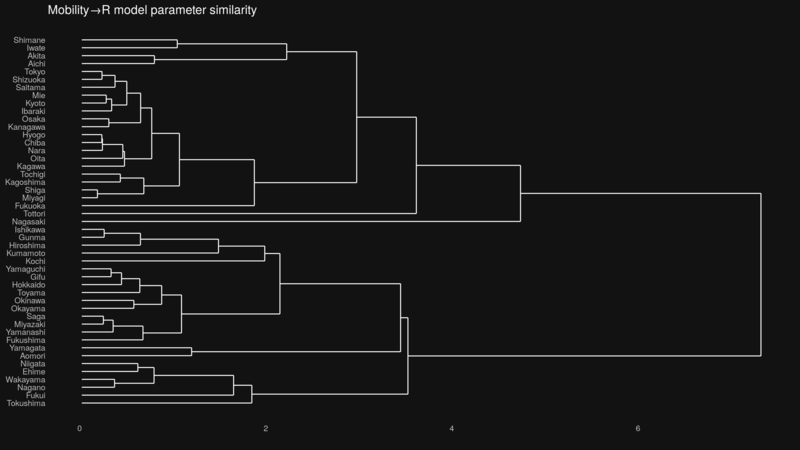 Mobility→R model parameter similarity
Shimane
Iwate
Akita
Aichi
Tokyo
Shizuoka
Saitama
Mie
Kyoto
Ibaraki
Osaka
Kanagawa
Hyogo
Chiba
Nara
Oita
Kagawa
Tochigi
Kagoshima
Shiga
Miyagi
Fukuoka
Tottori
Nagasaki
Ishikawa
Gunma
Hiroshima
Kumamoto
Kochi
Yamaguchi
Gifu
Hokkaido
Toyama
Okinawa
Okayama
Saga
Miyazaki
Yamanashi
Fukushima
Yamagata
Aomori
Niigata
Ehime
Wakayama
Nagano
Fukui
Tokushima
0 2 4 6